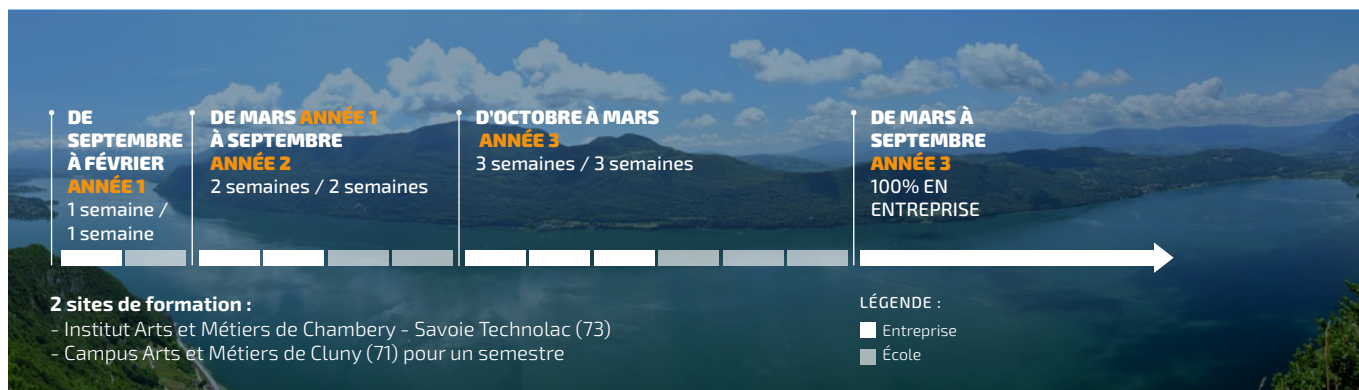 DE
SEPTEMBRE
À FÉVRIER
ANNÉE 1
1 semaine /
1 semaine
DE MARS ANNÉE 1
À SEPTEMBRE
ANNÉE 2
2 semaines / 2 semaines
D'OCTOBRE À MARS
ANNÉE 3
3 semaines / 3 semaines
DE MARS À
SEPTEMBRE
ANNÉE 3
100% EN
ENTREPRISE
2 sites de formation :
- Institut Arts et Métiers de Chambery - Savoie Technolac (73)
- Campus Arts et Métiers de Cluny (71) pour un semestre
LÉGENDE :
Entreprise
École